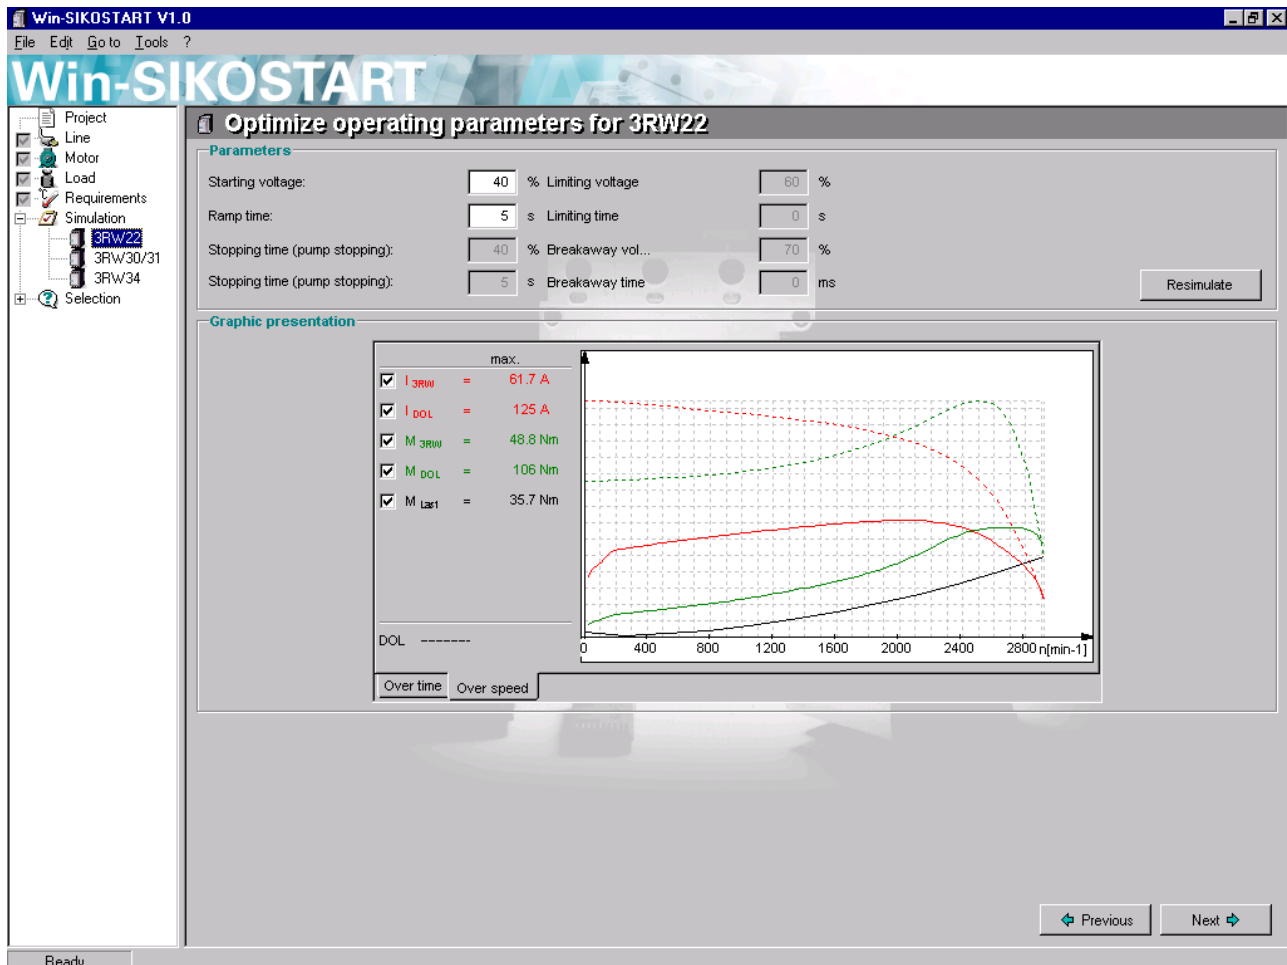 Win-SIKOSTART V1.0
File Edit Go to Tools ?
Win-SIKOSTART
Project
Line
Motor
Load
Requirements
Simulation
3RW22
3RW30/31
3RW34
Selection
Optimize operating parameters for 3RW22
Parameters
Starting voltage: 40 % Limiting voltage 60 %
Ramp time: 5 s Limiting time 0 s
Stopping time (pump stopping): 40 % Breakaway vol... 70 %
Stopping time (pump stopping): 5 s Breakaway time 0 ms
Resimulate
Graphic presentation
max.
I 3RW = 61.7 A
I DOL = 125 A
M 3RW = 48.8 Nm
M DOL = 106 Nm
M Last = 35.7 Nm
DOL -------
0 400 800 1200 1600 2000 2400 2800 n[min-1]
Over time Over speed
Previous Next
Ready